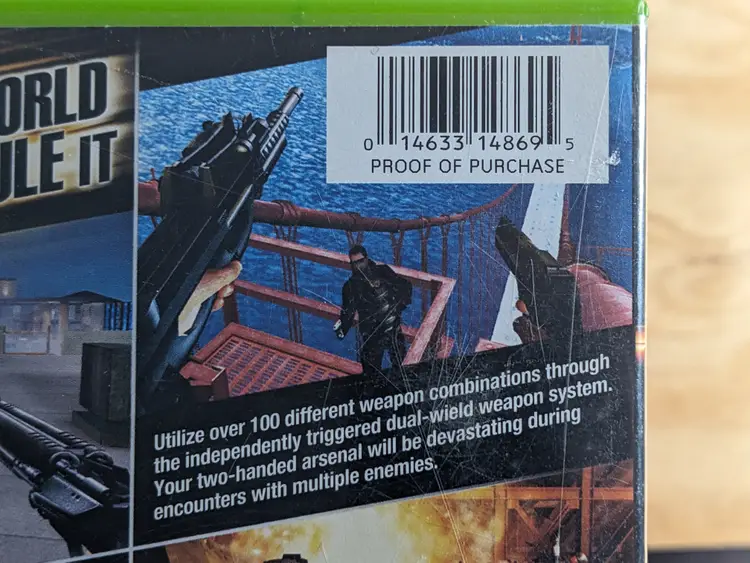 ORLD
ULE IT
0 14633 14869 5
PROOF OF PURCHASE
Utilize over 100 different weapon combinations through
the independently triggered dual-wield weapon system.
Your two-handed arsenal will be devastating during
encounters with multiple enemies.